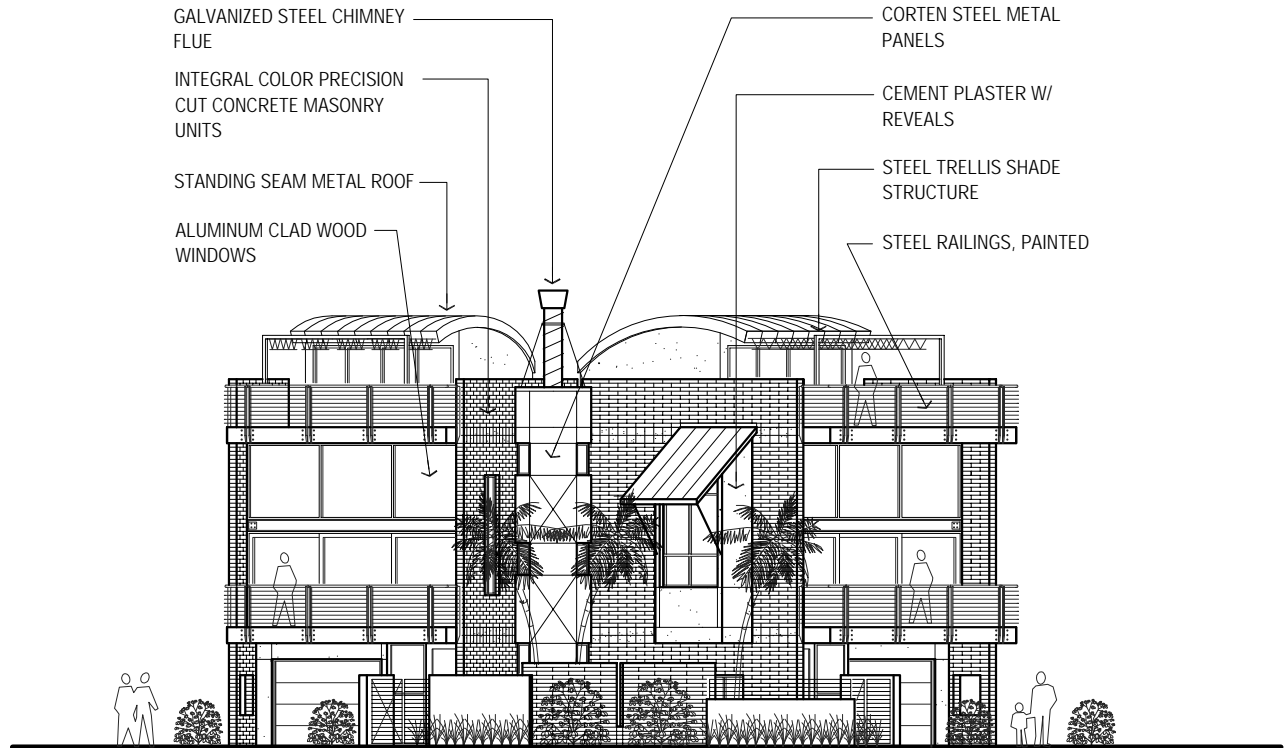 GALVANIZED STEEL CHIMNEY
FLUE
INTEGRAL COLOR PRECISION
CUT CONCRETE MASONRY
UNITS
STANDING SEAM METAL ROOF
ALUMINUM CLAD WOOD
WINDOWS
CORTEN STEEL METAL
PANELS
CEMENT PLASTER W/
REVEALS
STEEL TRELLIS SHADE
STRUCTURE
STEEL RAILINGS, PAINTED